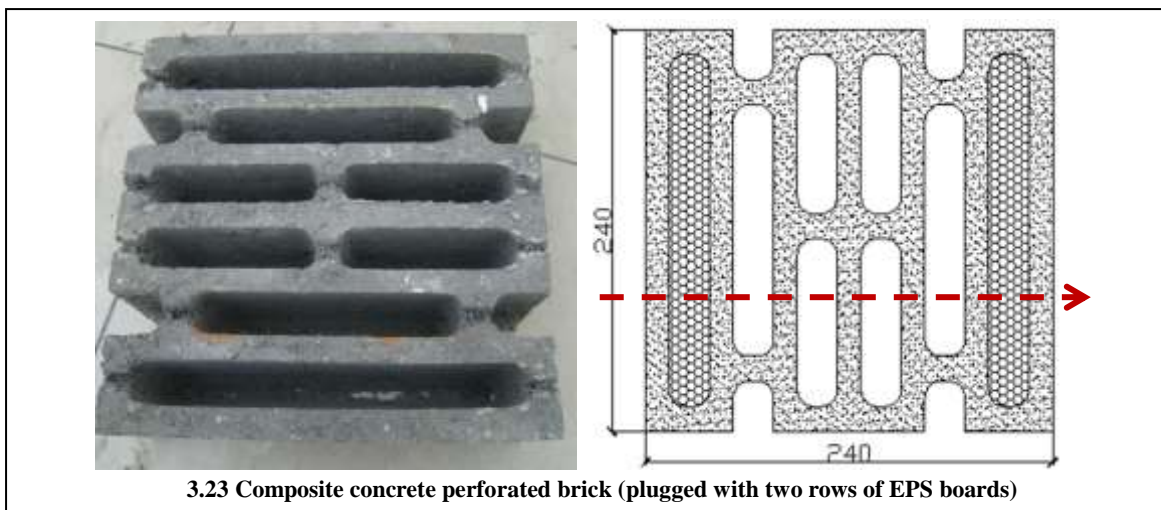 240
240
3.23 Composite concrete perforated brick (plugged with two rows of EPS boards)